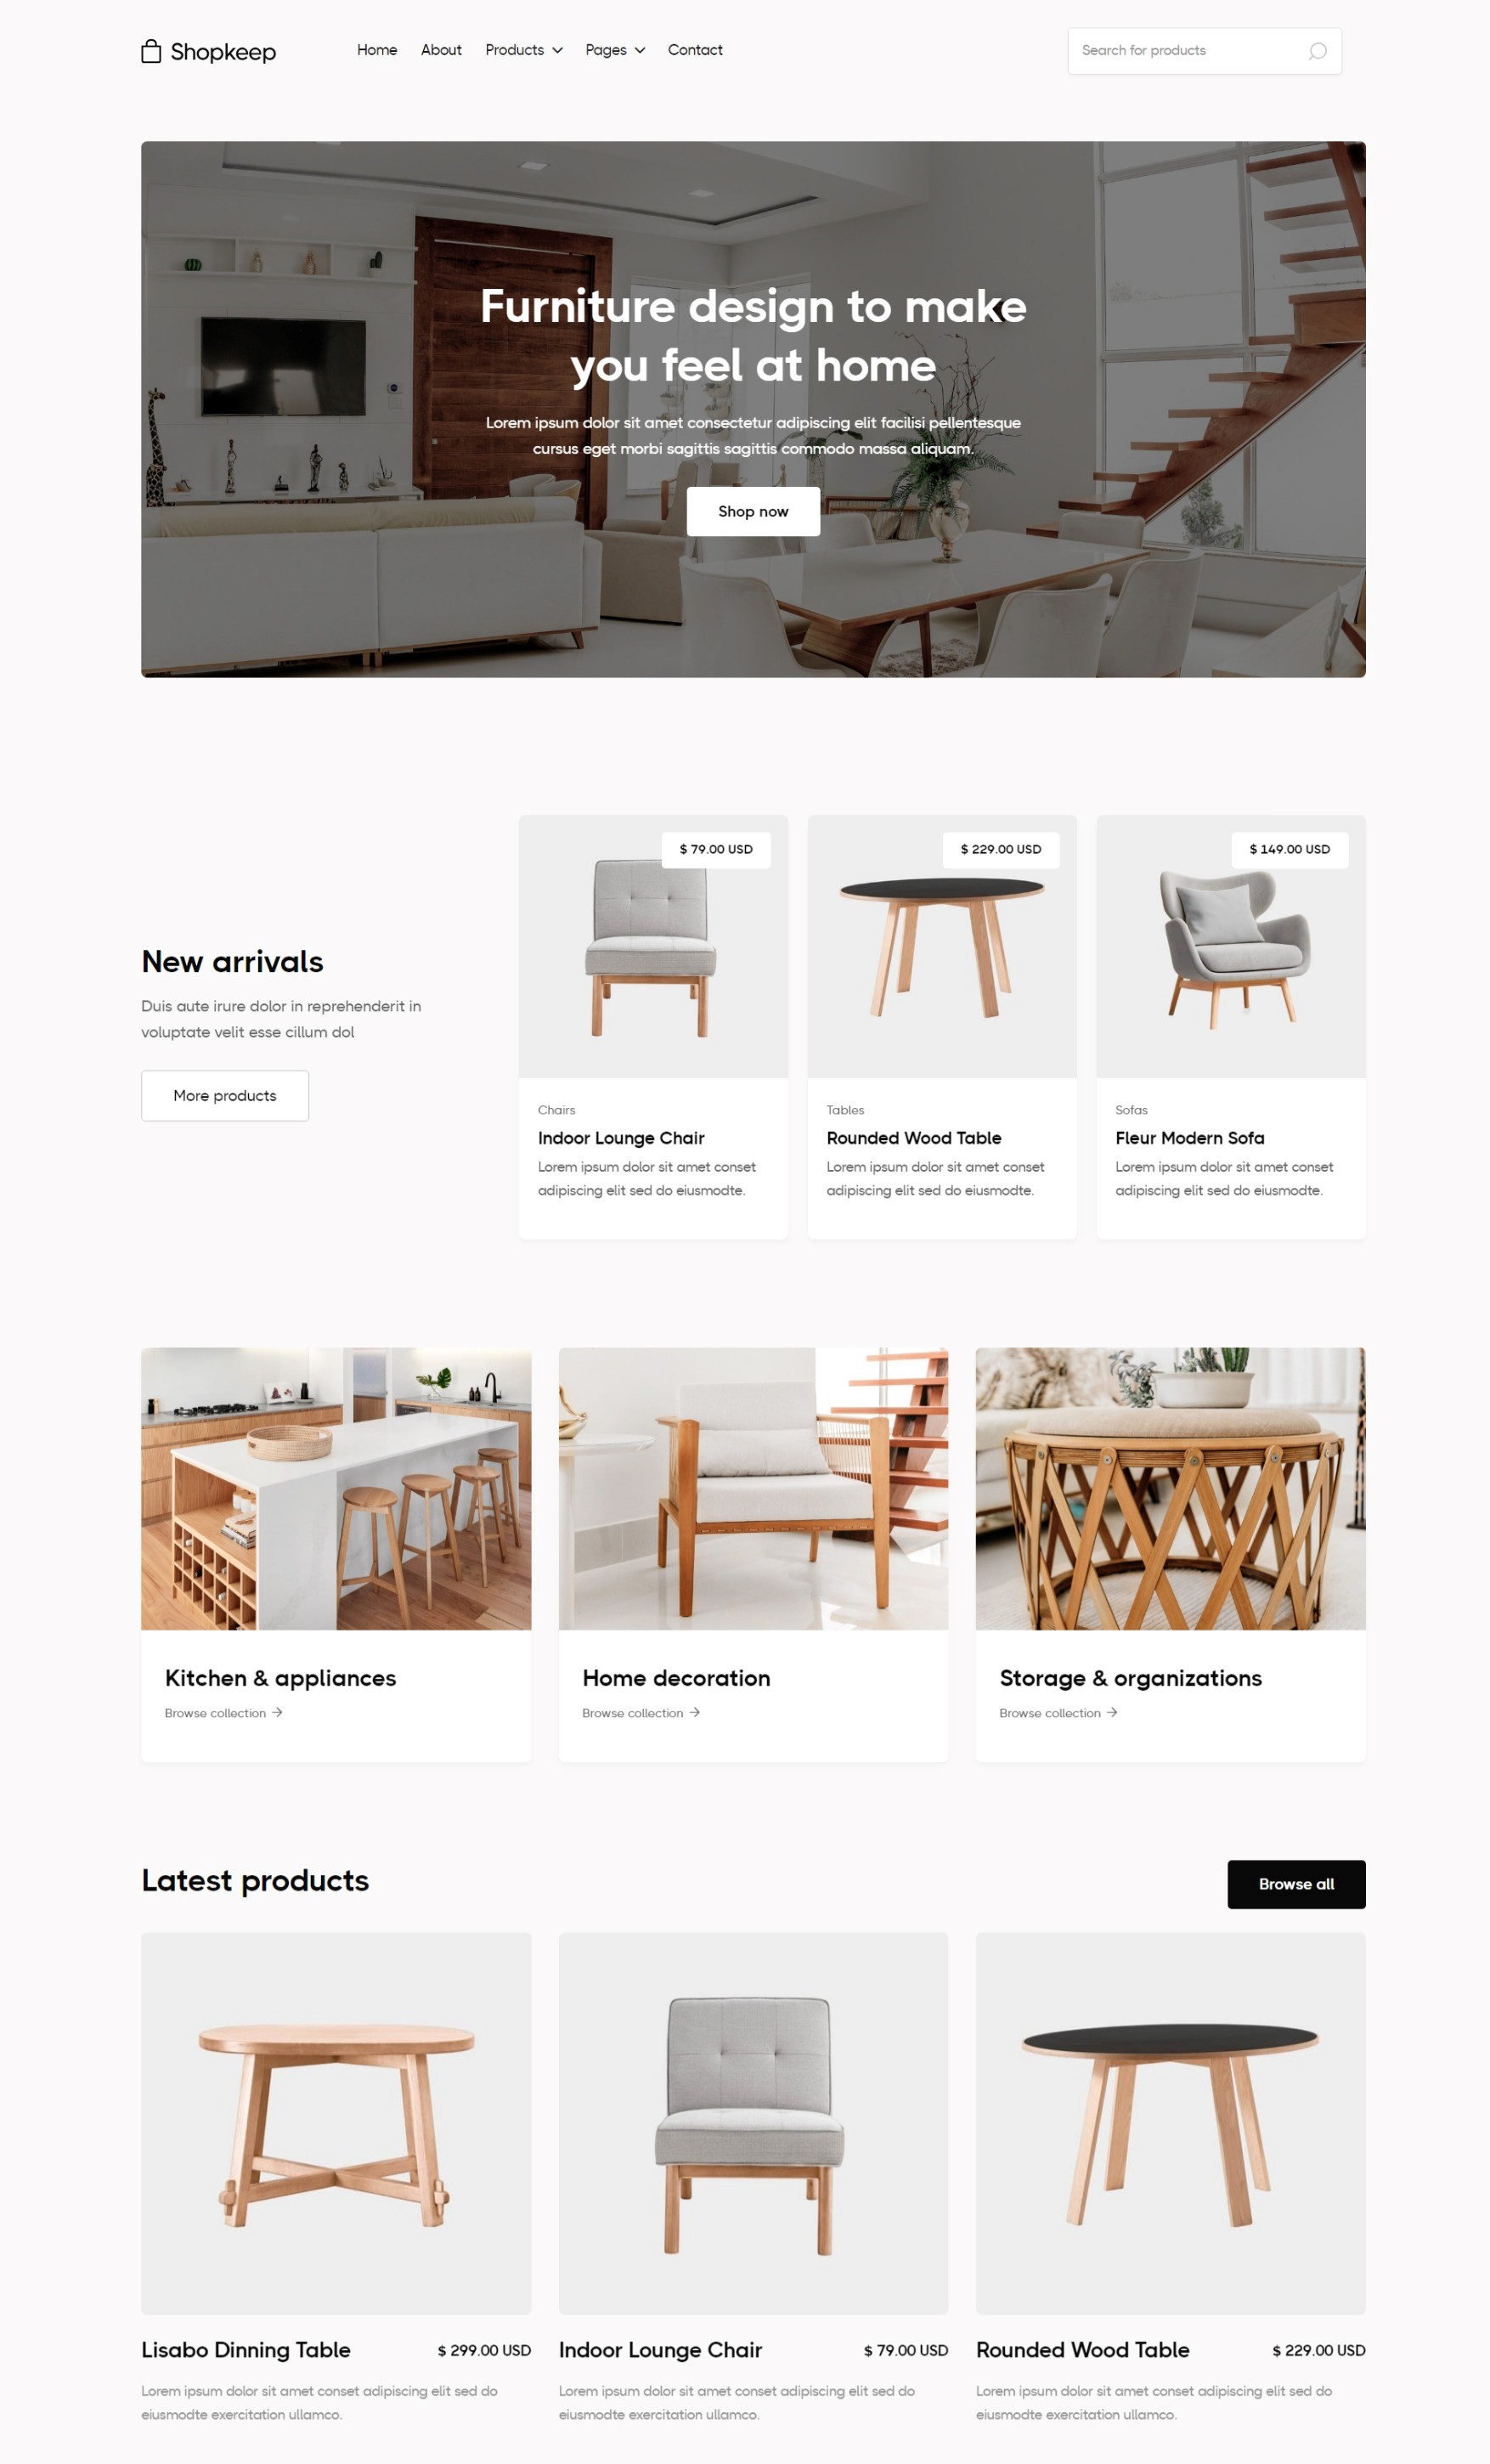 Shopkeep
Home
About
Products
Pages
Contact
Search for products
Furniture design to make
you feel at home
Lorem ipsum dolor sit amet consectetur adipiscing elit facilisi pellentesque
cursus eget morbi sagittis sagittis commodo massa aliquam.
Shop now
New arrivals
Duis aute irure dolor in reprehenderit in
voluptate velit esse cillum dol
More products
$ 79.00 USD
Chairs
Indoor Lounge Chair
Lorem ipsum dolor sit amet conset
adipiscing elit sed do eiusmodte.
$ 229.00 USD
Tables
Rounded Wood Table
Lorem ipsum dolor sit amet conset
adipiscing elit sed do eiusmodte.
$ 149.00 USD
Sofas
Fleur Modern Sofa
Lorem ipsum dolor sit amet conset
adipiscing elit sed do eiusmodte.
Kitchen & appliances
Browse collection →
Home decoration
Browse collection →
Storage & organizations
Browse collection →
Latest products
Browse all
Lisabo Dinning Table
$ 299.00 USD
Lorem ipsum dolor sit amet conset adipiscing elit sed do
eiusmodte exercitation ullamco.
Indoor Lounge Chair
$ 79.00 USD
Lorem ipsum dolor sit amet conset adipiscing elit sed do
eiusmodte exercitation ullamco.
Rounded Wood Table
$ 229.00 USD
Lorem ipsum dolor sit amet conset adipiscing elit sed do
eiusmodte exercitation ullamco.